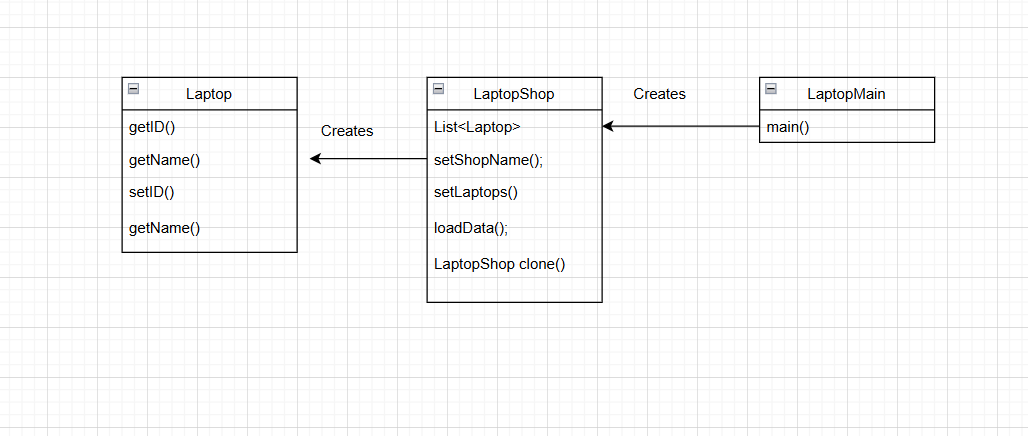 Laptop
getID()
getName()
setID()
getName()
Creates
LaptopShop
List<Laptop>
setShopName();
setLaptops()
loadData();
LaptopShop clone()
Creates
LaptopMain
main()